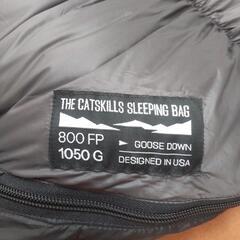 THE CATSKILLS SLEEPING BAG
800 FP GOOSE DOWN
1050 G DESIGNED IN USA